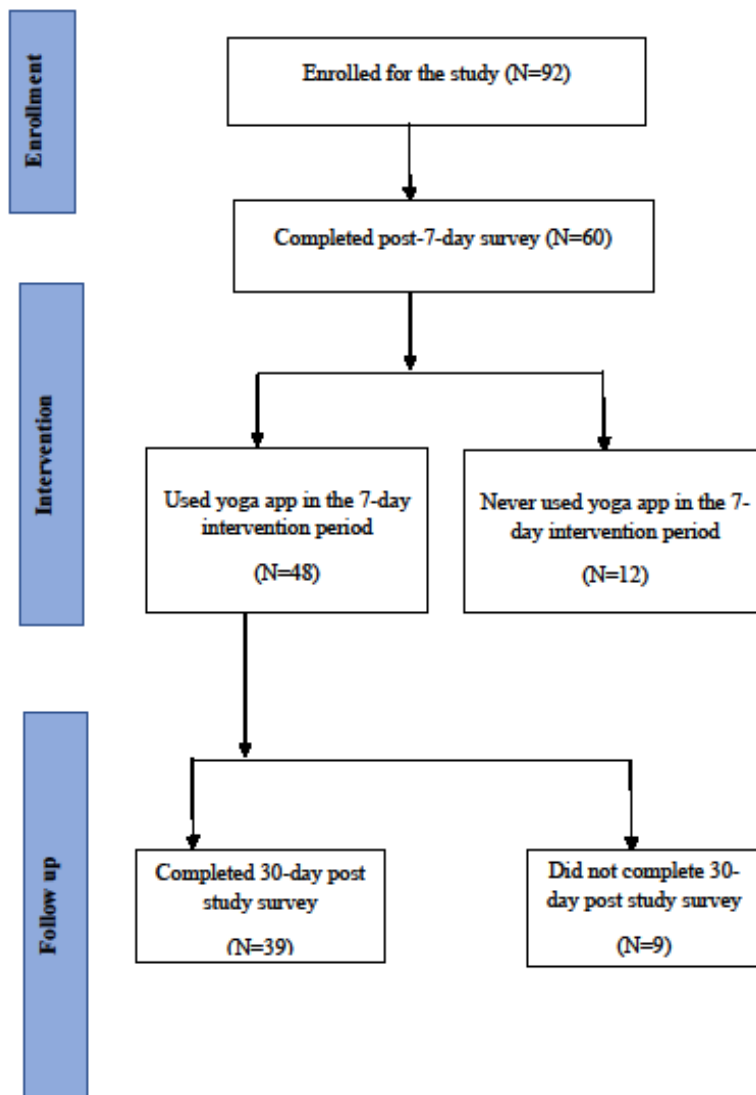 Enrollment
Enrolled for the study (N=92)
Completed post-7-day survey (N=60)
Intervention
Used yoga app in the 7-day
intervention period
(N=48)
Never used yoga app in the 7-
day intervention period
(N=12)
Follow up
Completed 30-day post
study survey
(N=39)
Did not complete 30-
day post study survey
(N=9)